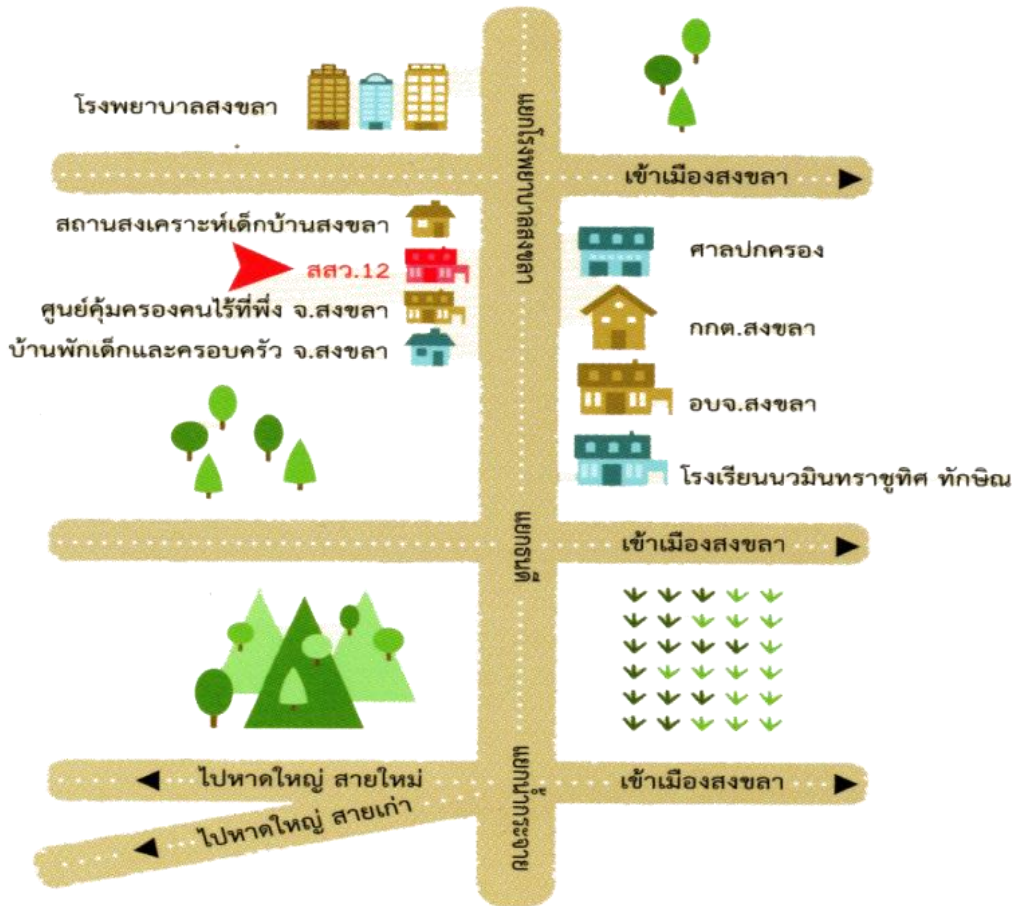 โรงพยาบาลสงขลา
แยกโรงพยาบาลสงขลา
เข้าเมืองสงขลา
สถานสงเคราะห์เด็กบ้านสงขลา
ศาลปกครอง
สสว.12
ศูนย์คุ้มครองคนไร้ที่พึ่ง จ.สงขลา
กกต.สงขลา
บ้านพักเด็กและครอบครัว จ.สงขลา
อบจ.สงขลา
โรงเรียนนวมินทราชูทิศ ทักษิณ
แยกธนดี
เข้าเมืองสงขลา
แยกน้ำกระจาย
ไปหาดใหญ่ สายใหม่
เข้าเมืองสงขลา
ไปหาดใหญ่ สายเก่า